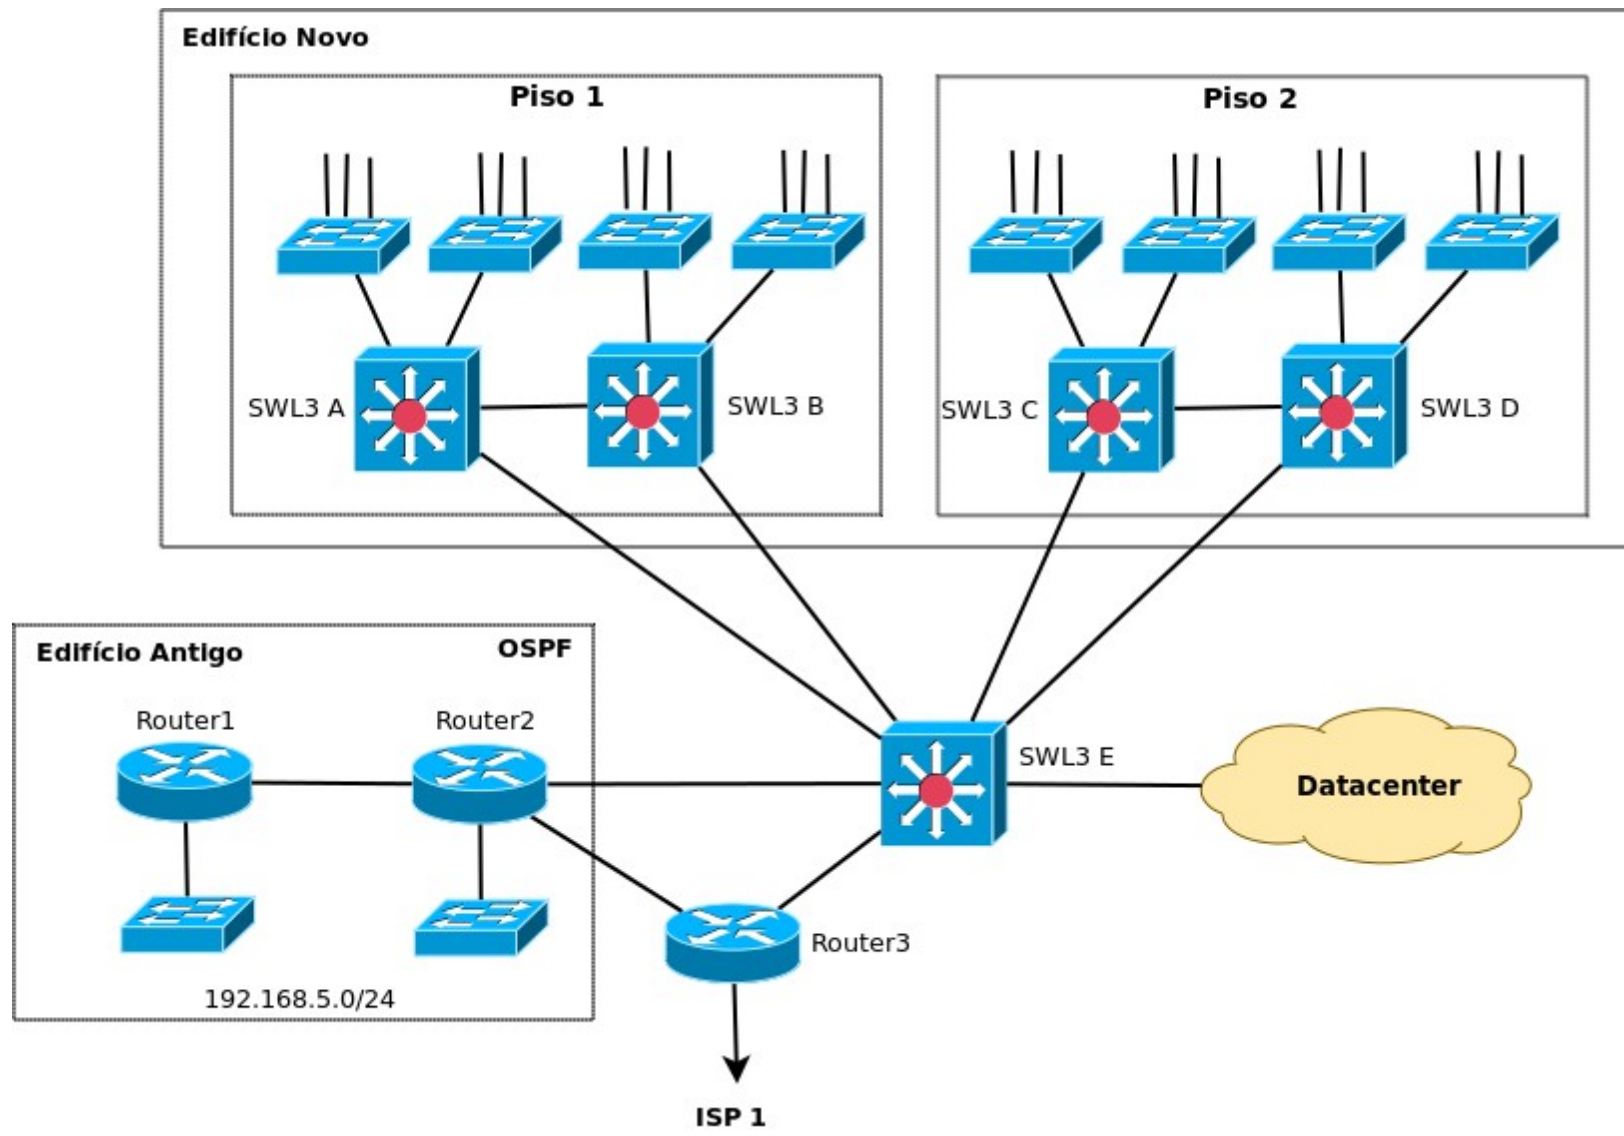 Edifício Novo
Piso 1
Piso 2
SWL3 A
SWL3 B
SWL3 C
SWL3 D
Edifício Antigo
OSPF
Router1
Router2
SWL3 E
Datacenter
Router3
192.168.5.0/24
ISP 1